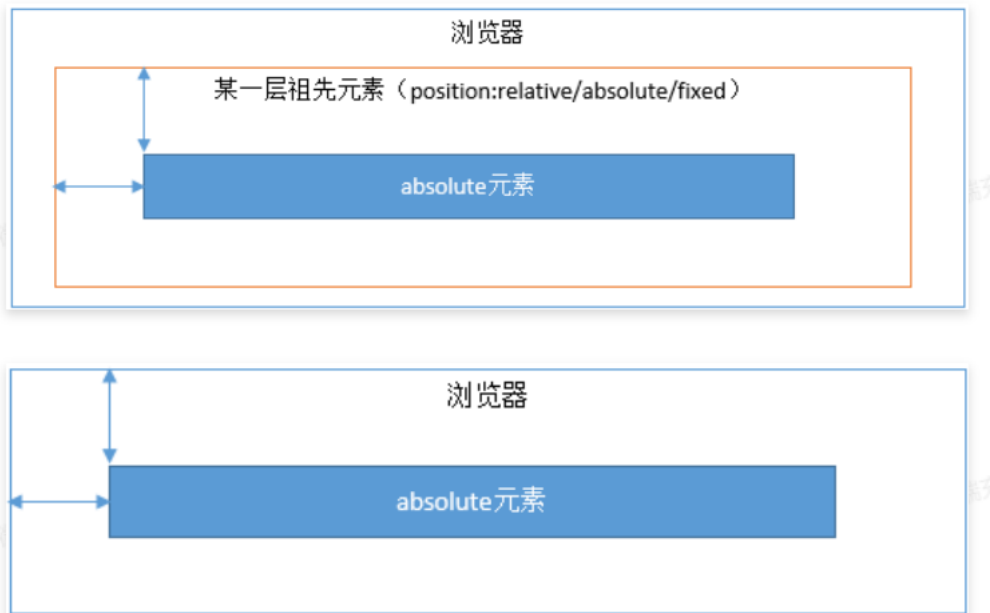 浏览器
某一层祖先元素（position:relative/absolute/fixed）
absolute元素
浏览器
absolute元素